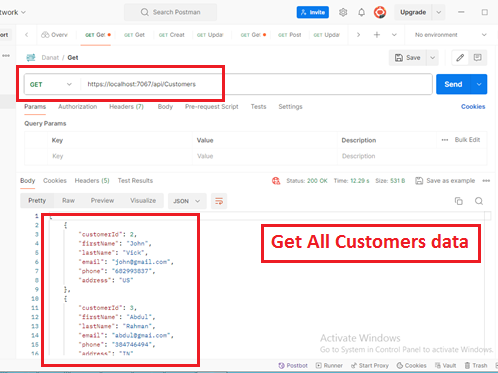 etwork
Search Postman
Invite
Upgrade
ort
Overv
GET Get
GET Get
GET Creat
GET Updat
GET Get
POST Post
GET Updat
No environment
Danat / Get
Save
GET
https://localhost:7067/api/Customers
Send
Params Authorization Headers (7) Body Pre-request Script Tests Settings Cookies
Query Params
Key Value Description ••• Bulk Edit
Key Value Description
Body Cookies Headers (5) Test Results Status: 200 OK Time: 12.29 s Size: 531 B Save as example •••
Pretty Raw Preview Visualize JSON
1 [
2 {
3 "customerId": 2,
4 "firstName": "John",
5 "lastName": "Vick",
6 "email": "john@gmail.com",
7 "phone": "682993837",
8 "address": "US"
9 },
10 {
11 "customerId": 3,
12 "firstName": "Abdul",
13 "lastName": "Rahman",
14 "email": "abdul@gmai.com",
15 "phone": "384746494",
16 "address": "IN"
Get All Customers data
Activate Windows
Go to System in Control Panel to activate Windows.
Postbot Runner Start Proxy Cookies Vault Trash